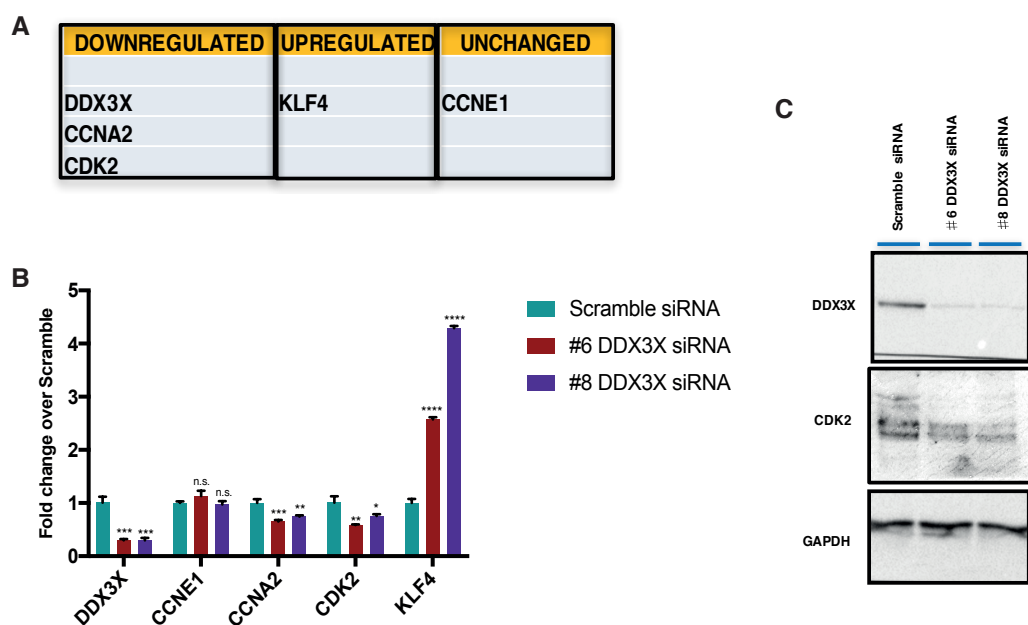 A
DOWNREGULATED UPREGULATED UNCHANGED
DDX3X KLF4 CCNE1
CCNA2
CDK2
B
Fold change over Scramble
5
4
3
2
1
0
*** ***
n.s. n.s.
*** **
** *
**** ****
DDX3X CCNE1 CCNA2 CDK2 KLF4
Scramble siRNA
#6 DDX3X siRNA
#8 DDX3X siRNA
C
Scramble siRNA
#6 DDX3X siRNA
#8 DDX3X siRNA
DDX3X
CDK2
GAPDH